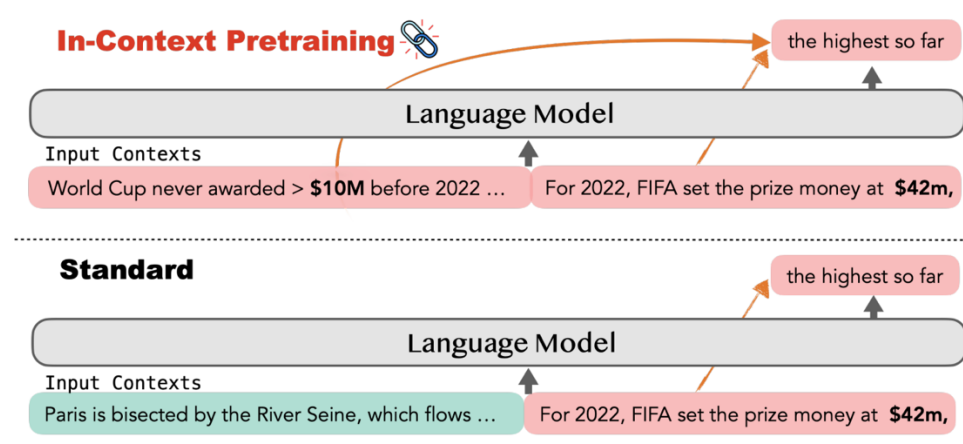 In-Context Pretraining
the highest so far
Language Model
Input Contexts
World Cup never awarded > $10M before 2022 ... For 2022, FIFA set the prize money at $42m,
Standard
the highest so far
Language Model
Input Contexts
Paris is bisected by the River Seine, which flows ... For 2022, FIFA set the prize money at $42m,